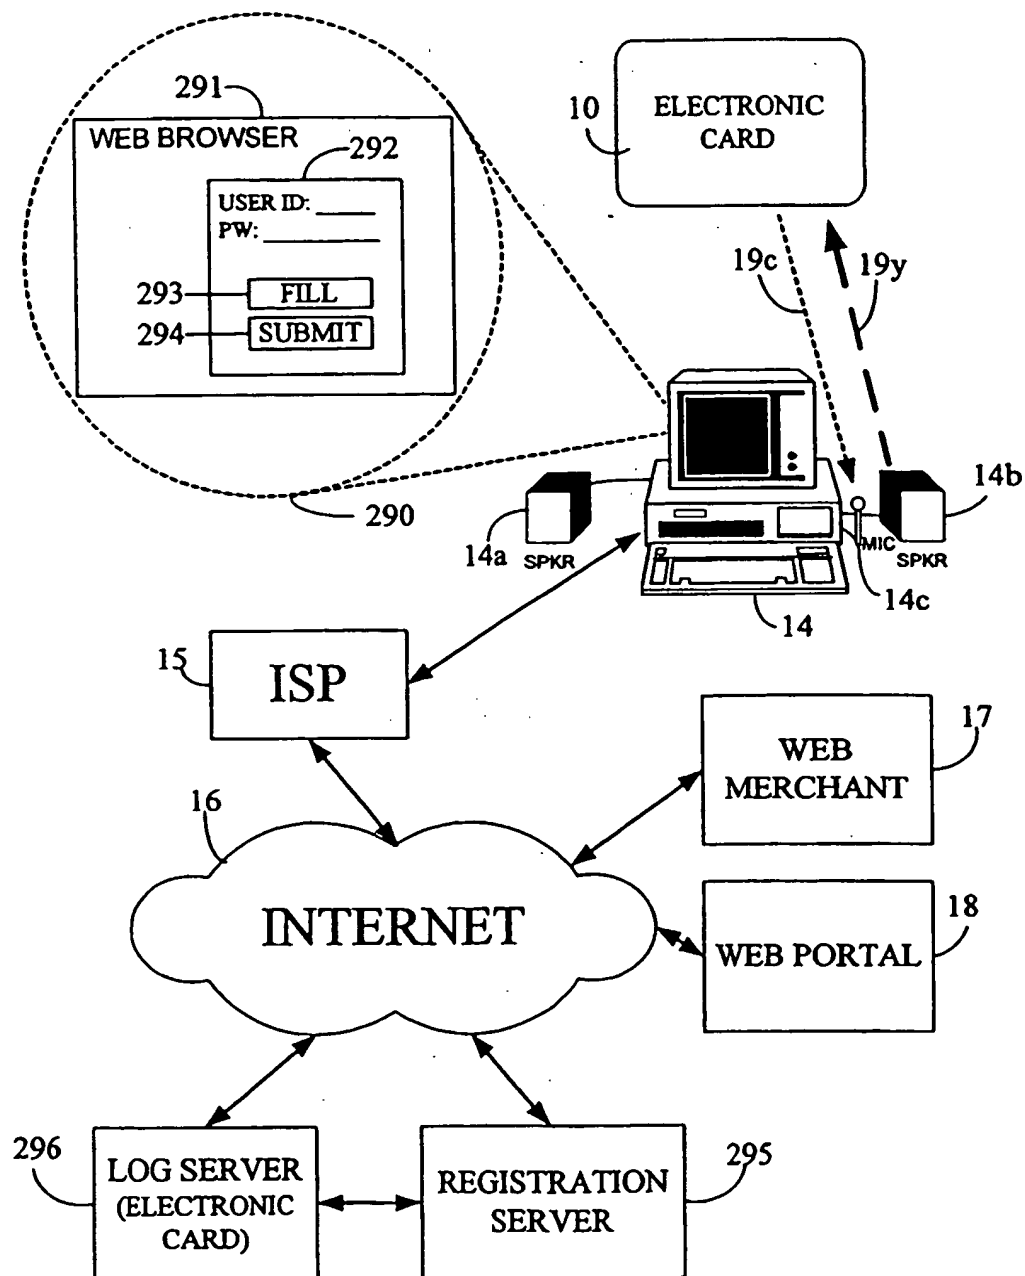 291
WEB BROWSER
292
USER ID:
PW:
293
FILL
294
SUBMIT
290
10
ELECTRONIC
CARD
19c
19y
14a
SPKR
14b
MIC
SPKR
14c
14
15
ISP
17
WEB
MERCHANT
16
INTERNET
18
WEB PORTAL
296
LOG SERVER
(ELECTRONIC
CARD)
295
REGISTRATION
SERVER